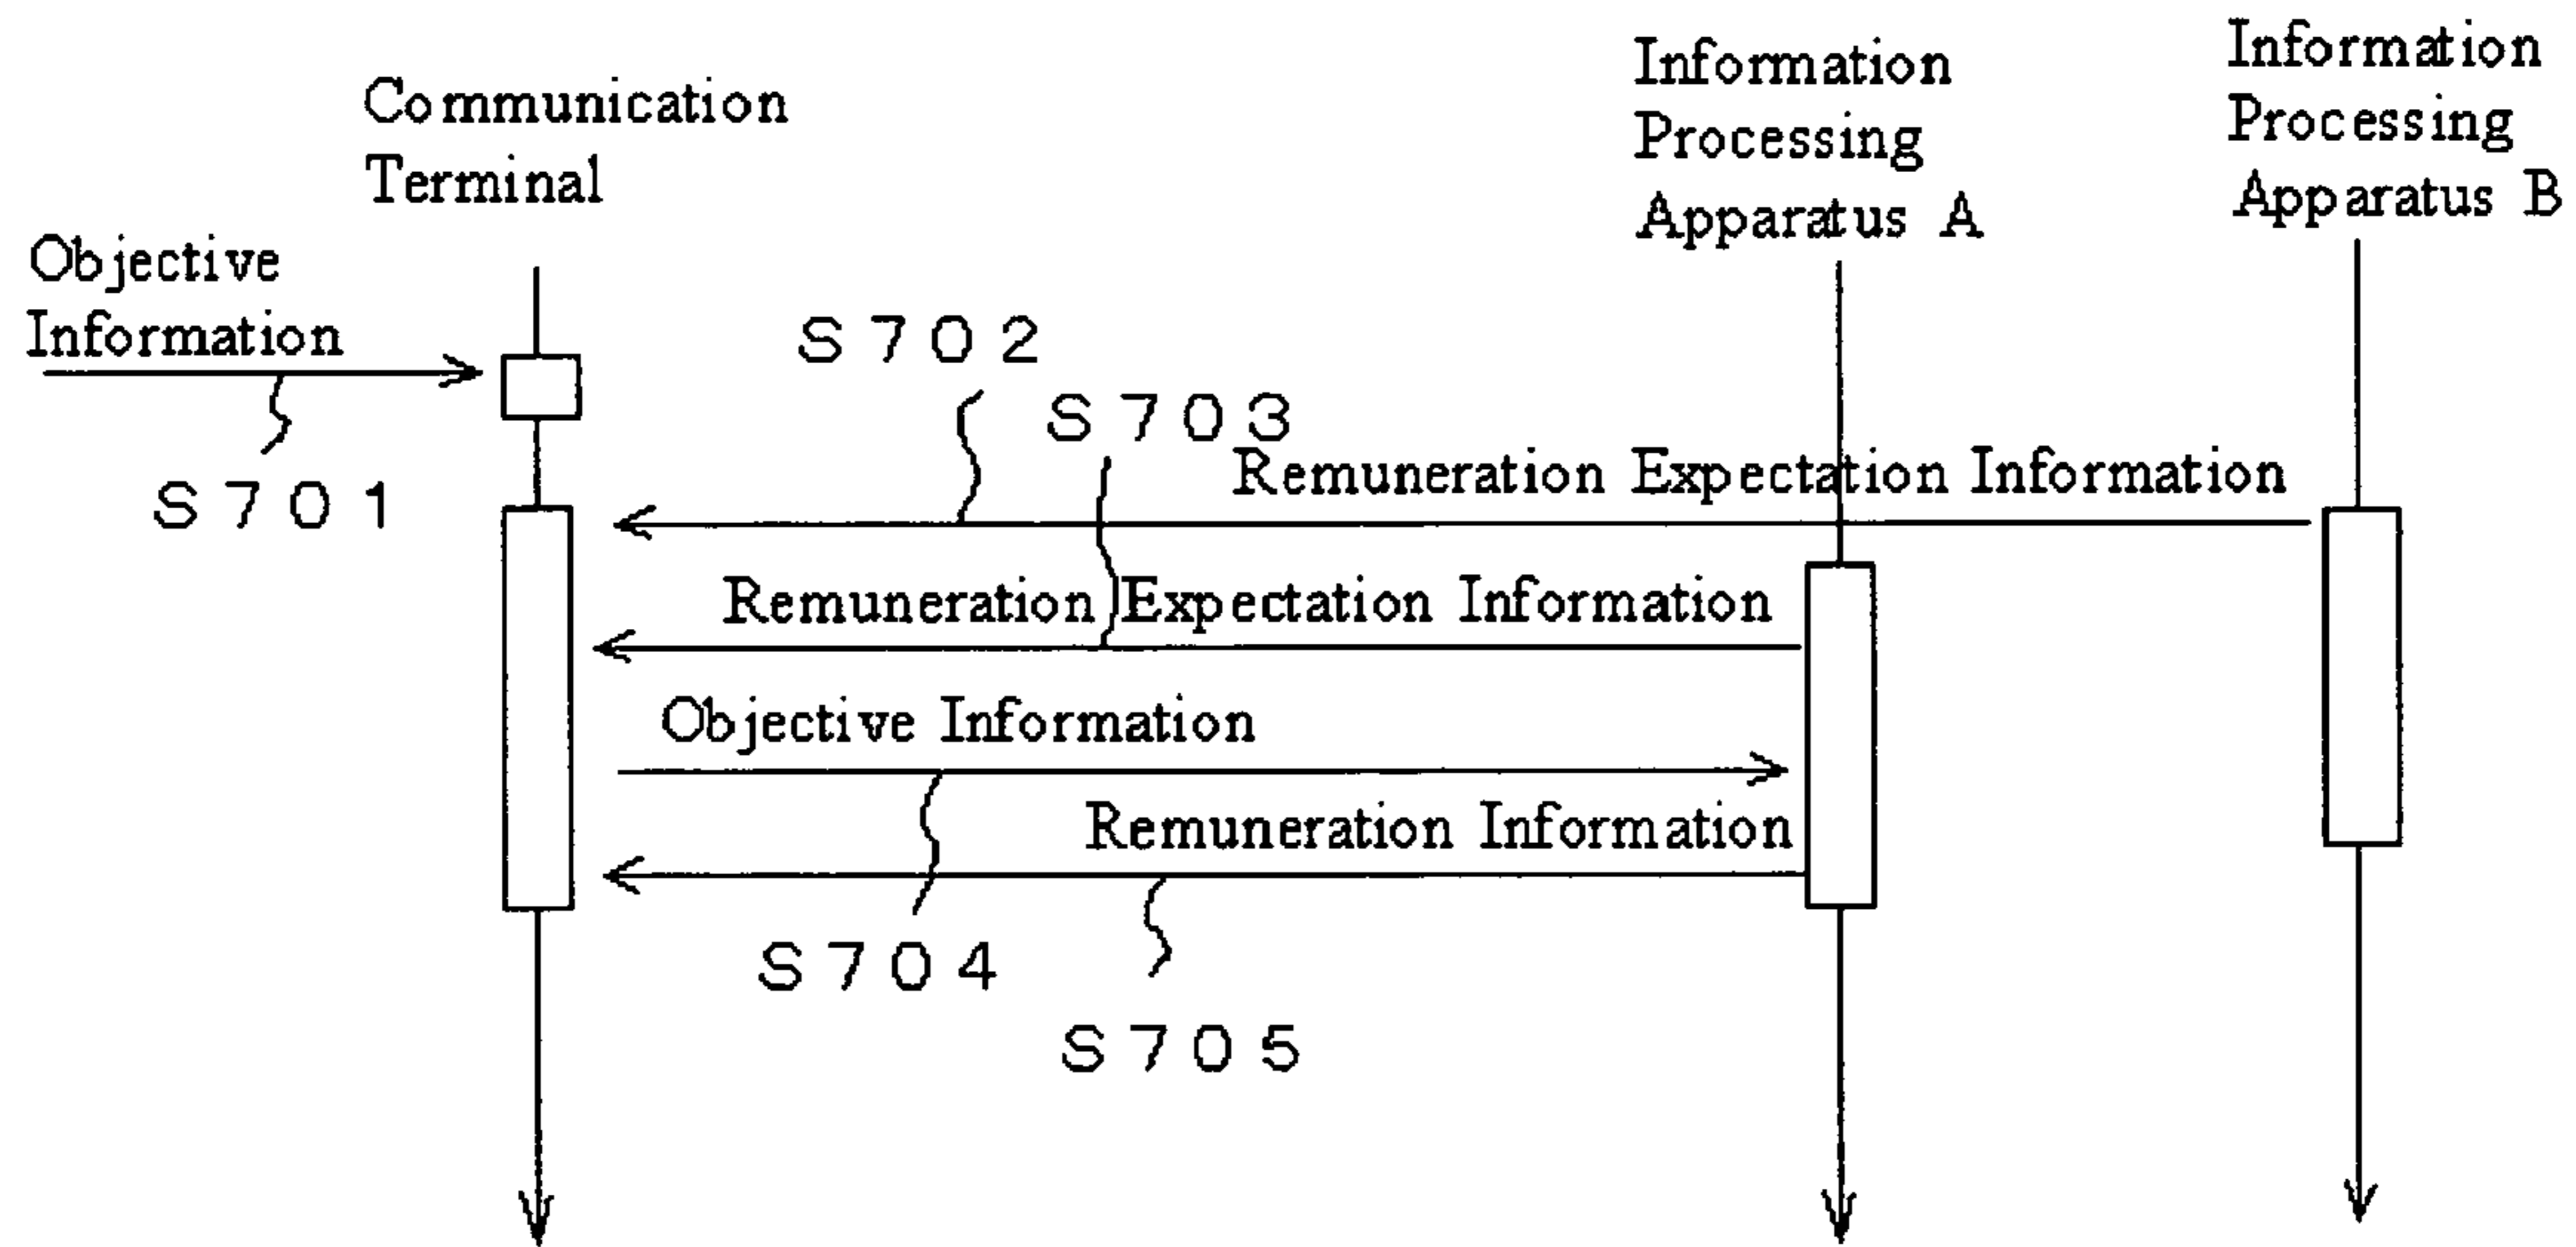 Communication
Terminal
Information
Processing
Apparatus A
Information
Processing
Apparatus B
Objective
Information
S701
S702
S703
Remuneration Expectation Information
Remuneration Expectation Information
Objective Information
Remuneration Information
S704
S705